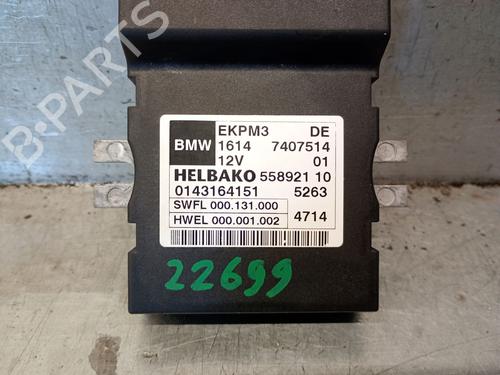 B-PARTS
EKPM3 DE
BMW 1614 7407514
12V 01
HELBAKO 558921 10
0143164151 5263
SWFL 000.131.000
HWEL 000.001.002 4714
22699